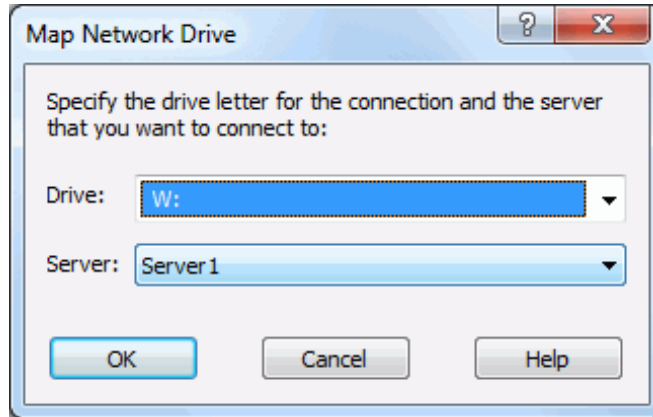 Map Network Drive
Specify the drive letter for the connection and the server
that you want to connect to:
Drive: W:
Server: Server1
OK Cancel Help